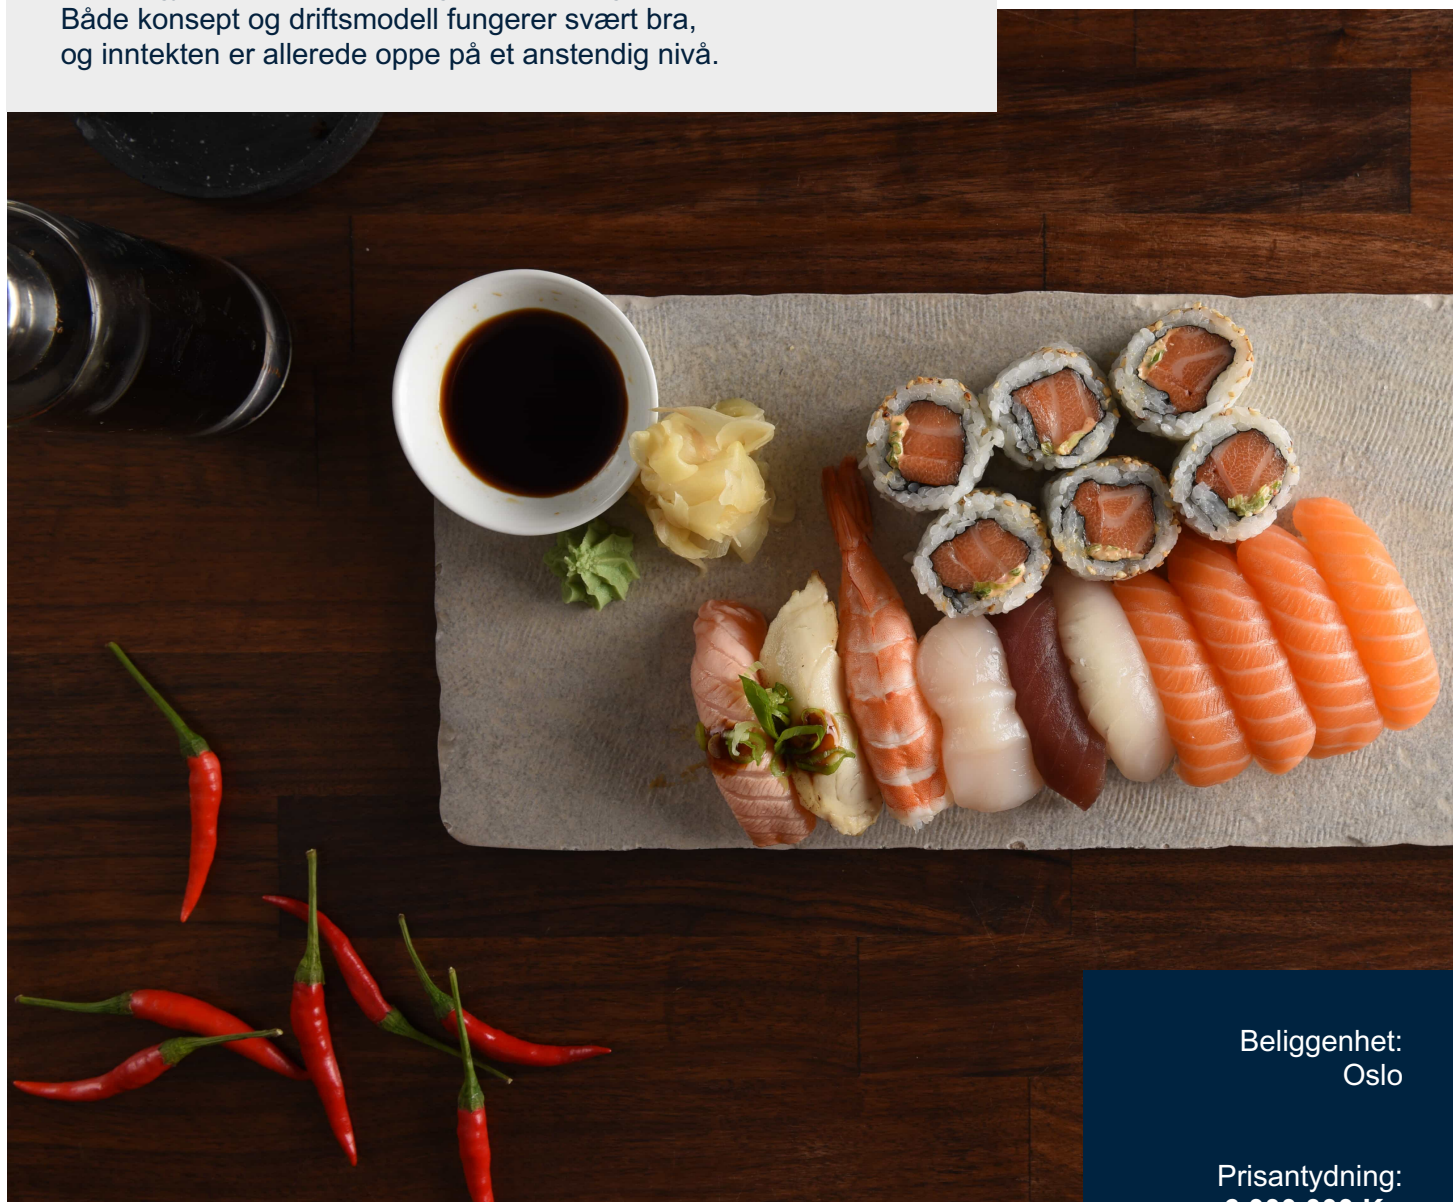 Både konsept og driftsmodell fungerer svært bra,
og inntekten er allerede oppe på et anstendig nivå.
Beliggenhet:
Oslo
Prisantydning: